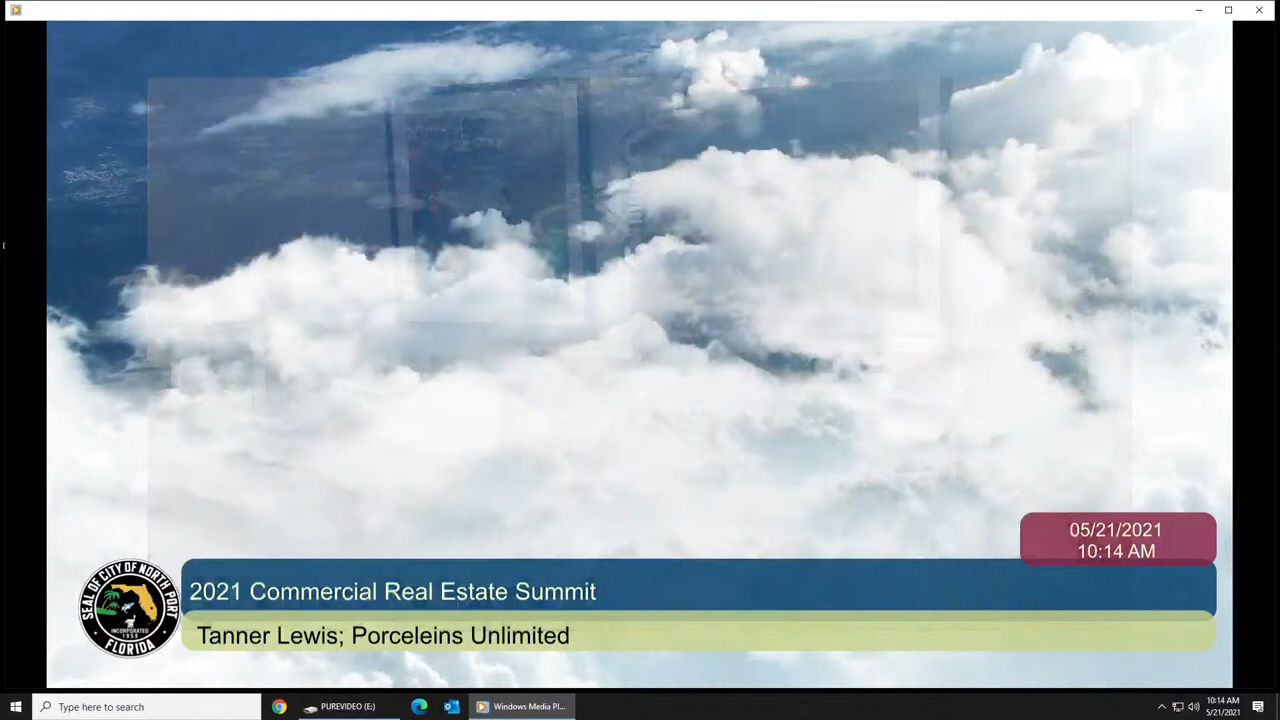 05/21/2021
10:14 AM
2021 Commercial Real Estate Summit
Tanner Lewis; Porceleins Unlimited
SEAL OF CITY OF NORTH PORT
INCORPORATED
1959
FLORIDA
Type here to search
PUREVIDEO (E:)
Windows Media Pl...
10:14 AM
5/21/2021